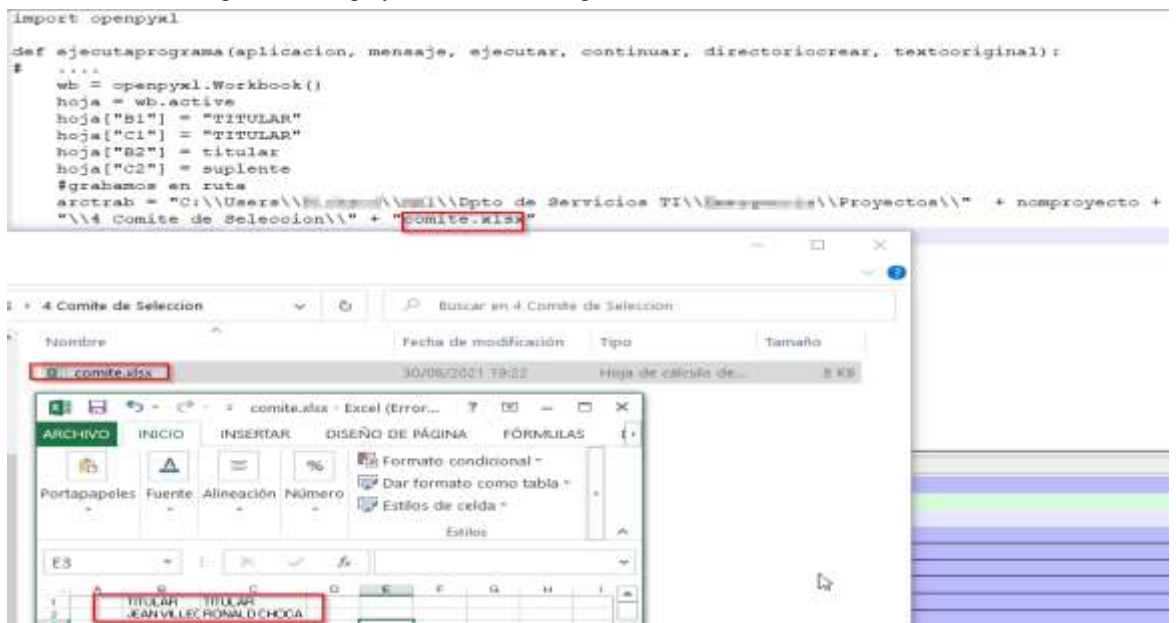 import openpyxl
def ejecutaprograma(aplicacion, mensaje, ejecutar, continuar, directoriocrear, textooriginal):
# ....
wb = openpyxl.Workbook()
hoja = wb.active
hoja["B1"] = "TITULAR"
hoja["C1"] = "TITULAR"
hoja["B2"] = titular
hoja["C2"] = suplente
#grabamos en ruta
arctrab = "C:\\Users\\ \\ \\Dpto de Servicios TI\\ \\Proyectos\\" + nomproyecto +
"\\4 Comite de Seleccion\\" + "comite.xlsx"
4 Comite de Seleccion
Buscar en 4 Comite de Seleccion
Nombre Fecha de modificación Tipo Tamaño
comite.xlsx 30/06/2021 19:22 Hoja de cálculo de... 8 KB
comite.xlsx - Excel (Error... ?
ARCHIVO INICIO INSERTAR DISEÑO DE PÁGINA FÓRMULAS
Portapapeles Fuente Alineación Número
Formato condicional
Dar formato como tabla
Estilos de celda
Estilos
E3 fx
A B C D E F G H I
1 TITULAR TITULAR
2 JEAN VILLEC RONALD CHOCA